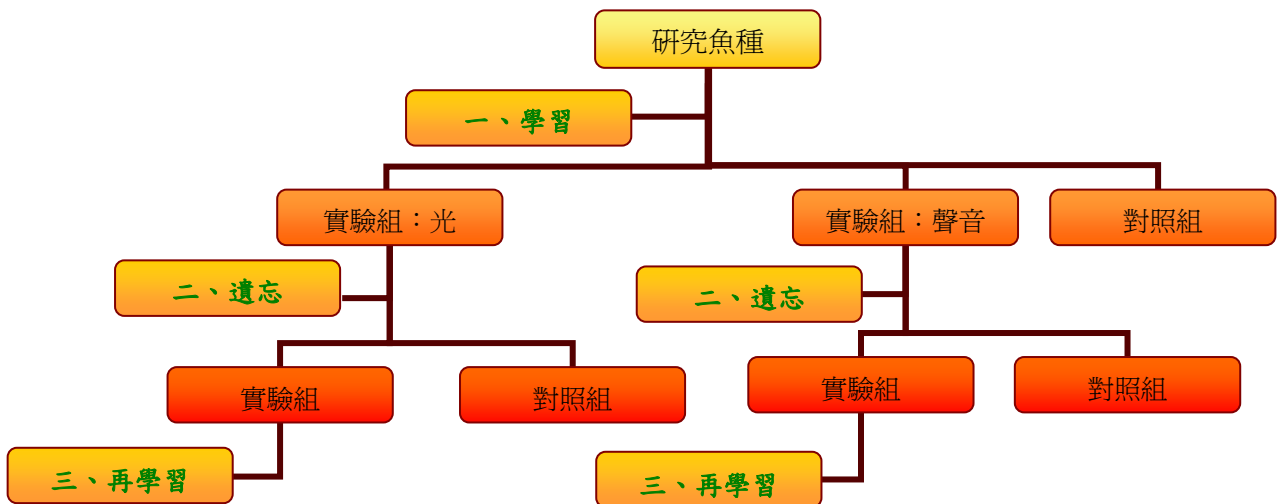 研究魚種
一、學習
實驗組：光
實驗組：聲音
對照組
二、遺忘
二、遺忘
實驗組
對照組
實驗組
對照組
三、再學習
三、再學習